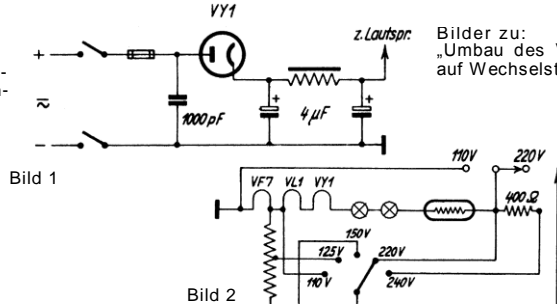 VY1
z. Lautspr.
Bilder zu:
„Umbau des
auf Wechselst
+
≂
−
1000 pF
+
4 µF
+
Bild 1
110V
220V
VF7
VL1
VY1
400 Ω
150V
125V
220V
110V
240V
Bild 2